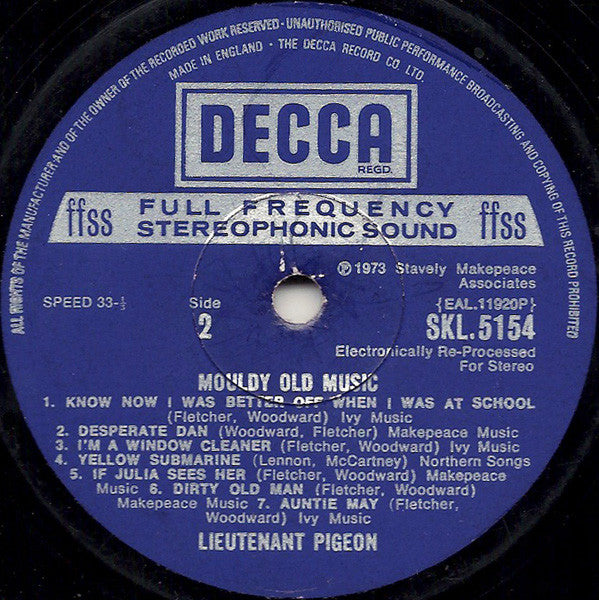 ALL RIGHTS OF THE MANUFACTURER AND OF THE OWNER OF THE RECORDED WORK RESERVED - UNAUTHORISED PUBLIC PERFORMANCE BROADCASTING AND COPYING OF THIS RECORD PROHIBITED
MADE IN ENGLAND · THE DECCA RECORD CO LTD.
DECCA
REGD.
ffss FULL FREQUENCY STEREOPHONIC SOUND ffss
℗ 1973 Stavely Makepeace
Associates
SPEED 33-⅓
Side
2
{EAL.11920P}
SKL.5154
Electronically Re-Processed
For Stereo
MOULDY OLD MUSIC
1. KNOW NOW I WAS BETTER OFF WHEN I WAS AT SCHOOL
(Fletcher, Woodward) Ivy Music
2. DESPERATE DAN (Woodward, Fletcher) Makepeace Music
3. I'M A WINDOW CLEANER (Fletcher, Woodward) Ivy Music
4. YELLOW SUBMARINE (Lennon, McCartney) Northern Songs
5. IF JULIA SEES HER (Fletcher, Woodward) Makepeace
Music 6. DIRTY OLD MAN (Fletcher, Woodward)
Makepeace Music 7. AUNTIE MAY (Fletcher,
Woodward) Ivy Music
LIEUTENANT PIGEON